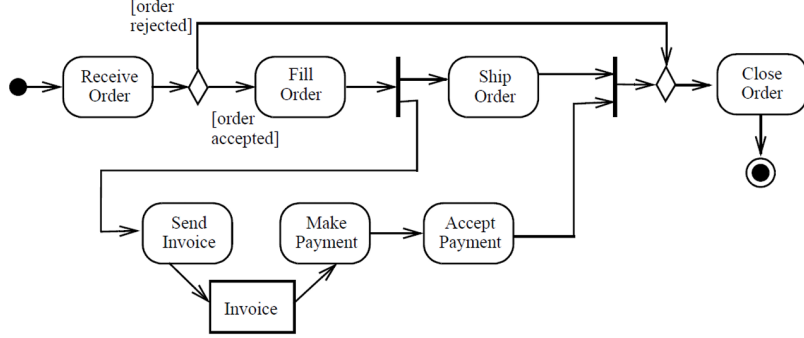 [order
rejected]
Receive
Order
Fill
Order
Ship
Order
Close
Order
[order
accepted]
Send
Invoice
Make
Payment
Accept
Payment
Invoice